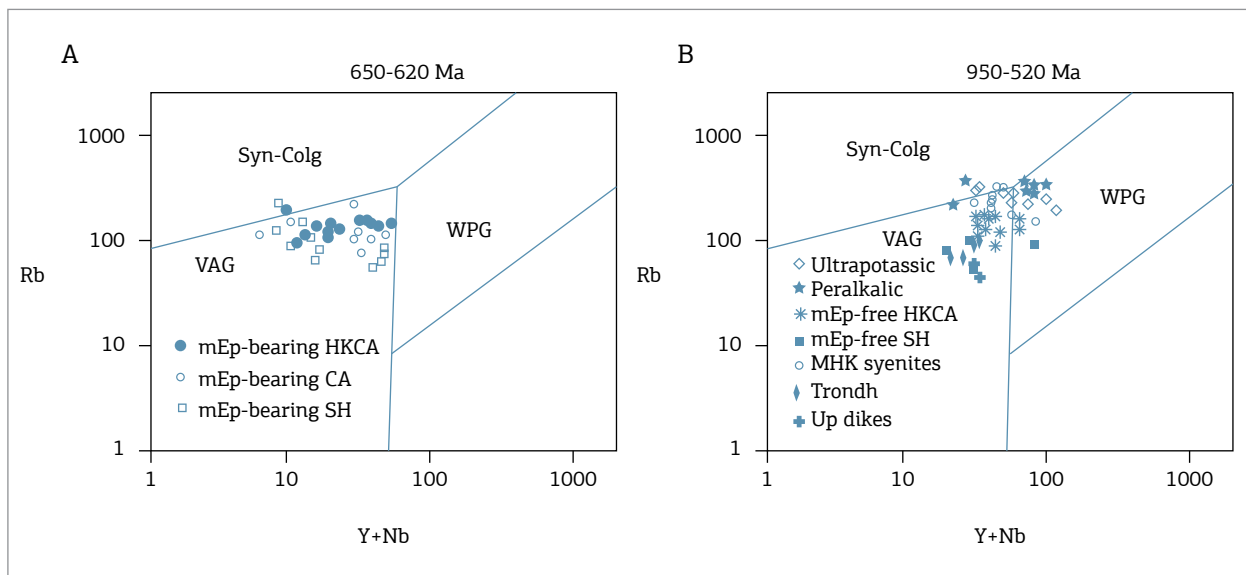 A
650-620 Ma
1000
Syn-Colg
100
VAG
WPG
Rb
mEp-bearing HKCA
10
mEp-bearing CA
mEp-bearing SH
1
1
10
100
1000
Y+Nb
B
950-520 Ma
1000
Syn-Colg
100
VAG
WPG
Rb
Ultrapotassic
Peralkalic
mEp-free HKCA
10
mEp-free SH
MHK syenites
Trondh
Up dikes
1
1
10
100
1000
Y+Nb